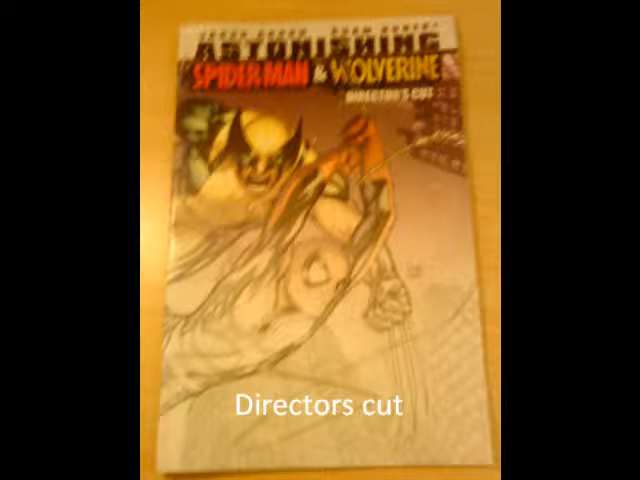 ASTONISHING
SPIDER-MAN & WOLVERINE
DIRECTOR'S CUT
Directors cut